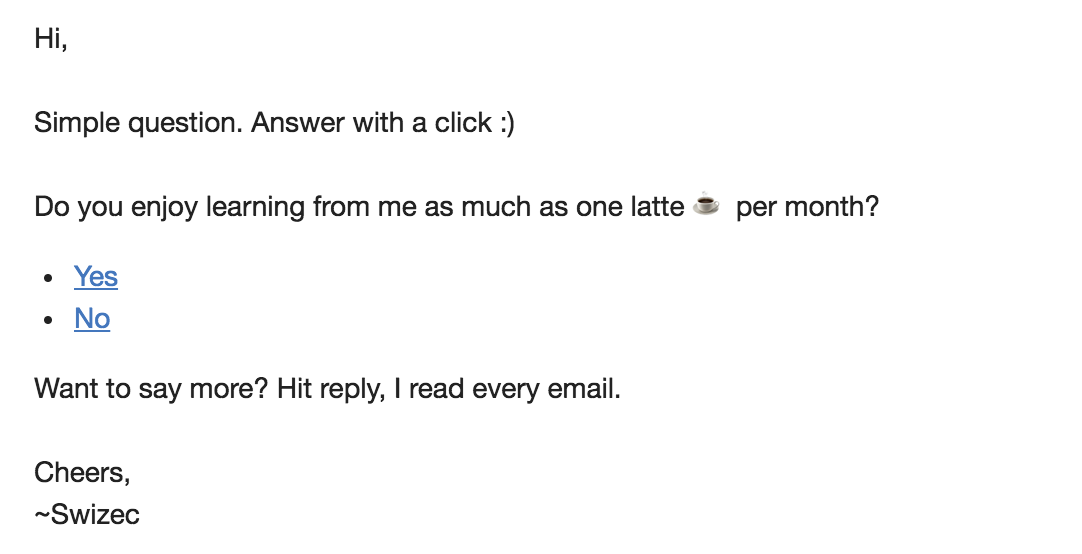 Hi,
Simple question. Answer with a click :)
Do you enjoy learning from me as much as one latte ☕ per month?
• Yes
• No
Want to say more? Hit reply, I read every email.
Cheers,
~Swizec